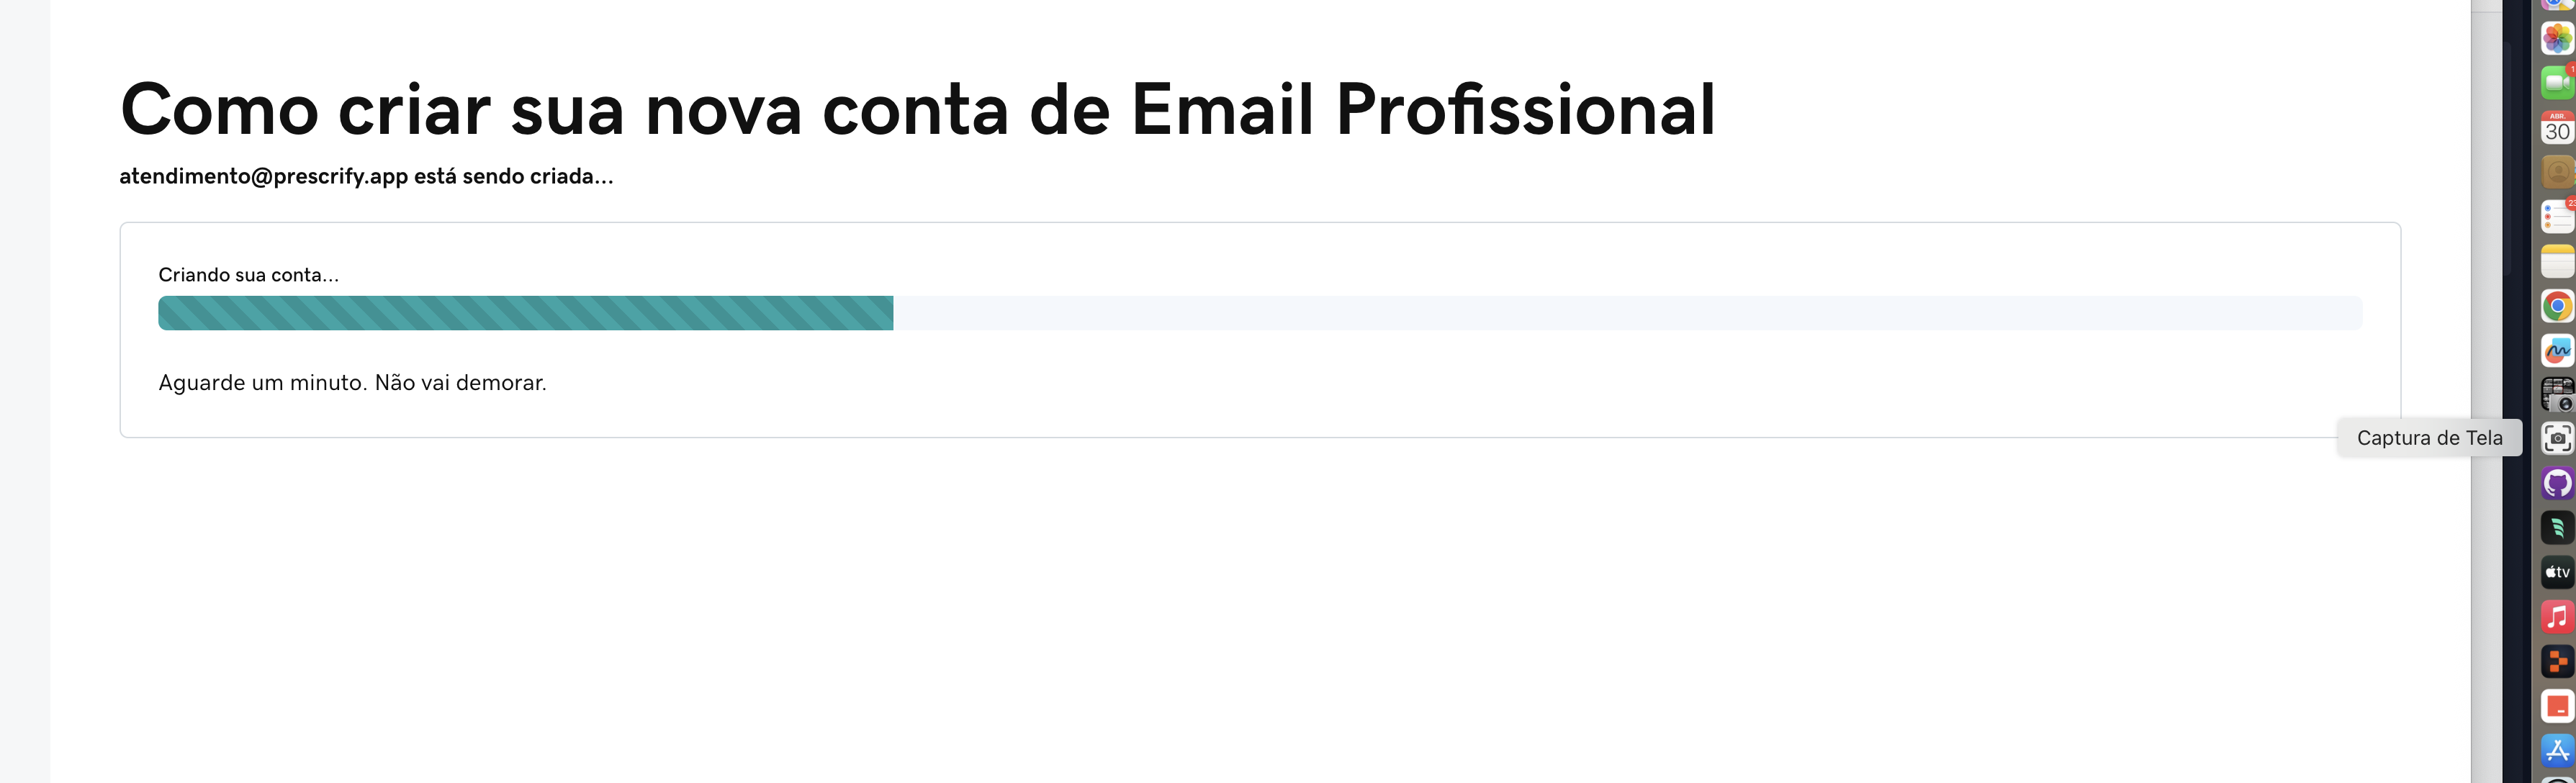 Como criar sua nova conta de Email Profissional
atendimento@prescrify.app está sendo criada...
Criando sua conta...
Aguarde um minuto. Não vai demorar.
Captura de Tela
1
ABR.
30
tv